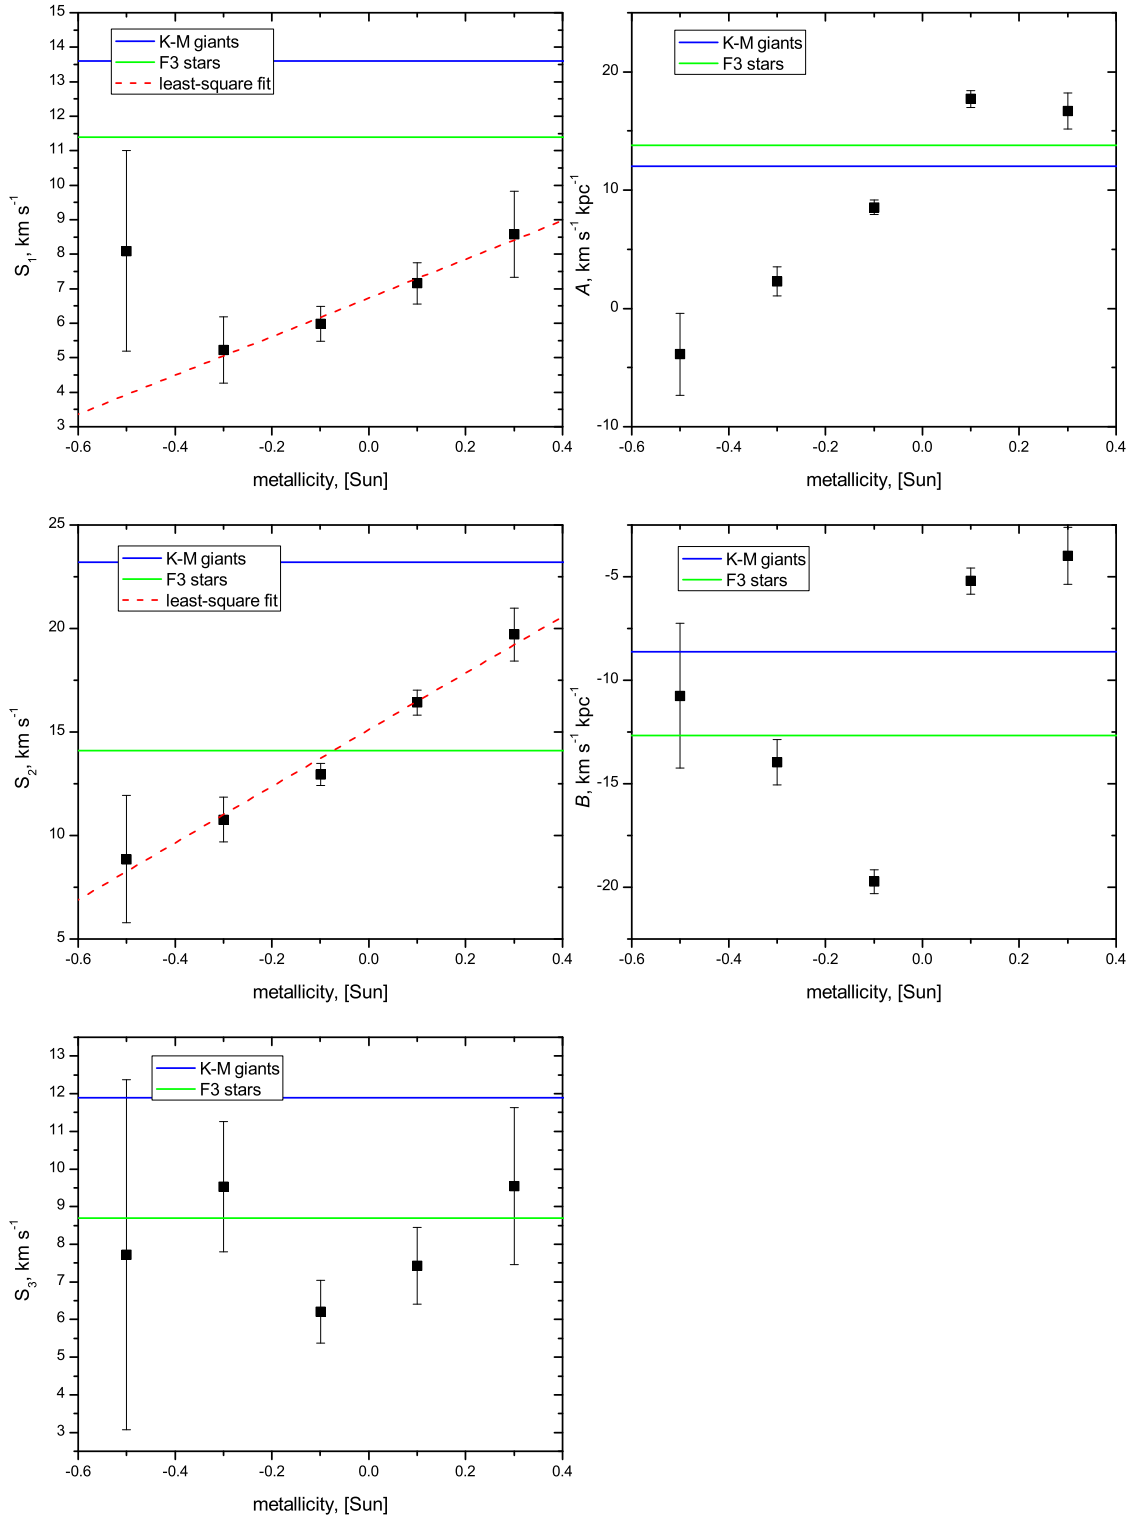 15
14
13
12
11
10
9
8
7
6
5
4
3
S1, km s-1
K-M giants
F3 stars
least-square fit
-0.6 -0.4 -0.2 0.0 0.2 0.4
metallicity, [Sun]
20
10
0
-10
A, km s-1 kpc-1
K-M giants
F3 stars
-0.6 -0.4 -0.2 0.0 0.2 0.4
metallicity, [Sun]
25
20
15
10
5
S2, km s-1
K-M giants
F3 stars
least-square fit
-0.6 -0.4 -0.2 0.0 0.2 0.4
metallicity, [Sun]
-5
-10
-15
-20
B, km s-1 kpc-1
K-M giants
F3 stars
-0.6 -0.4 -0.2 0.0 0.2 0.4
metallicity, [Sun]
13
12
11
10
9
8
7
6
5
4
3
S3, km s-1
K-M giants
F3 stars
-0.6 -0.4 -0.2 0.0 0.2 0.4
metallicity, [Sun]